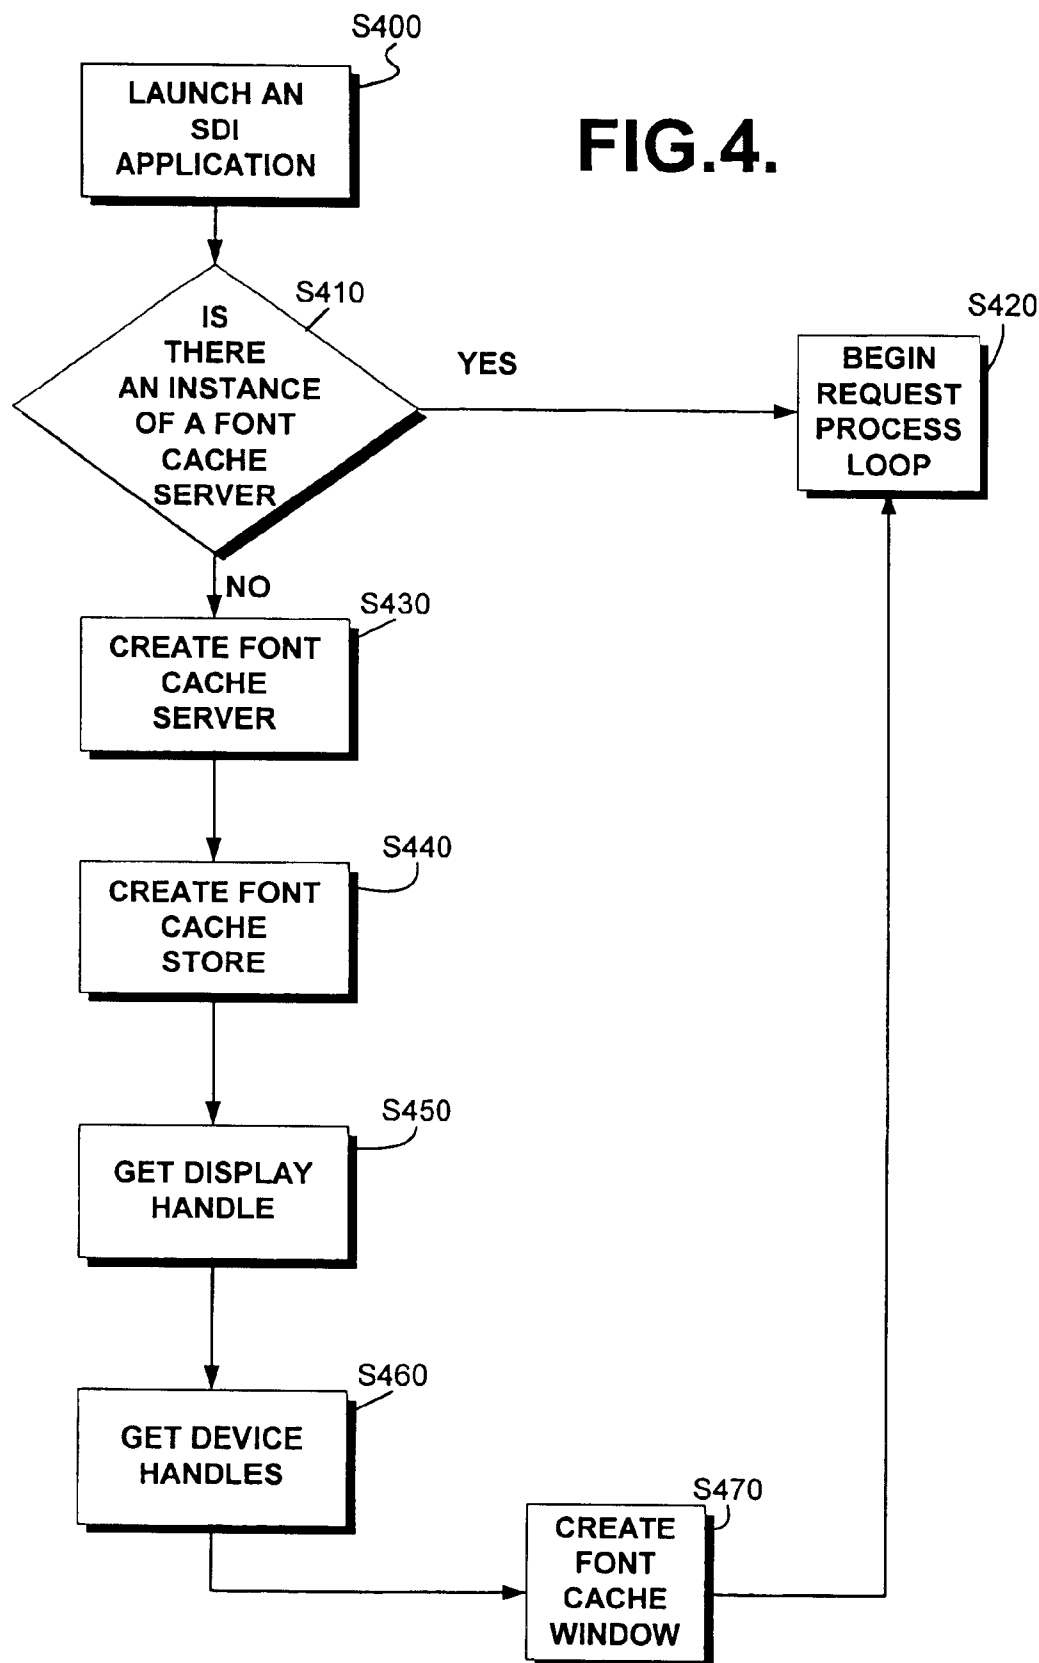 S400
LAUNCH AN
SDI
APPLICATION
FIG.4.
S410
IS
THERE
AN INSTANCE
OF A FONT
CACHE
SERVER
YES
S420
BEGIN
REQUEST
PROCESS
LOOP
NO
S430
CREATE FONT
CACHE
SERVER
S440
CREATE FONT
CACHE
STORE
S450
GET DISPLAY
HANDLE
S460
GET DEVICE
HANDLES
S470
CREATE
FONT
CACHE
WINDOW